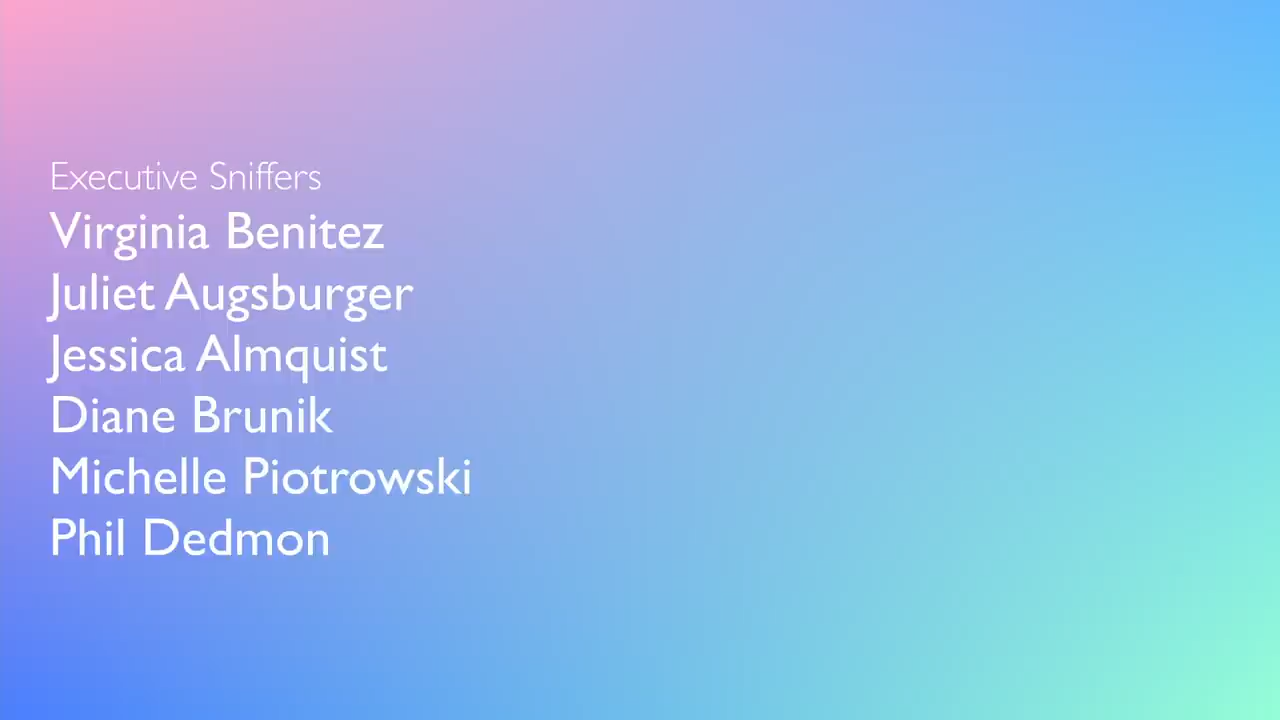 Executive Sniffers
Virginia Benitez
Juliet Augsburger
Jessica Almquist
Diane Brunik
Michelle Piotrowski
Phil Dedmon